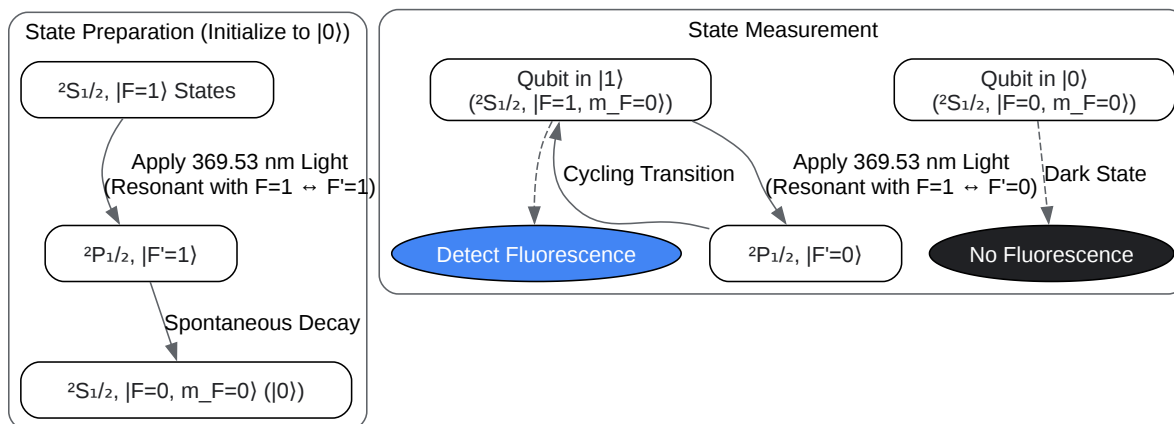 State Preparation (Initialize to |0⟩)
²S₁/₂, |F=1⟩ States
Apply 369.53 nm Light
(Resonant with F=1 ↔ F'=1)
²P₁/₂, |F'=1⟩
Spontaneous Decay
²S₁/₂, |F=0, m_F=0⟩ (|0⟩)
State Measurement
Qubit in |1⟩
(²S₁/₂, |F=1, m_F=0⟩)
Qubit in |0⟩
(²S₁/₂, |F=0, m_F=0⟩)
Cycling Transition
Apply 369.53 nm Light
(Resonant with F=1 ↔ F'=0)
Dark State
Detect Fluorescence
²P₁/₂, |F'=0⟩
No Fluorescence